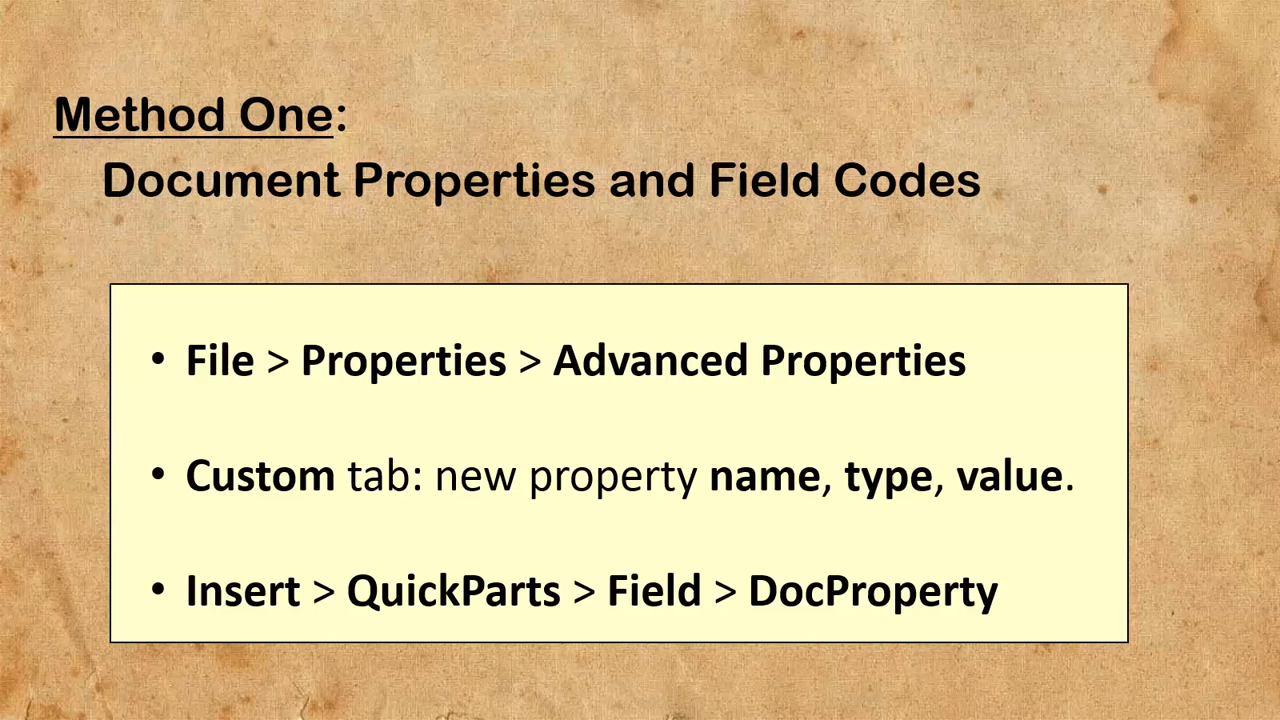 Method One:
Document Properties and Field Codes
• File > Properties > Advanced Properties
• Custom tab: new property name, type, value.
• Insert > QuickParts > Field > DocProperty